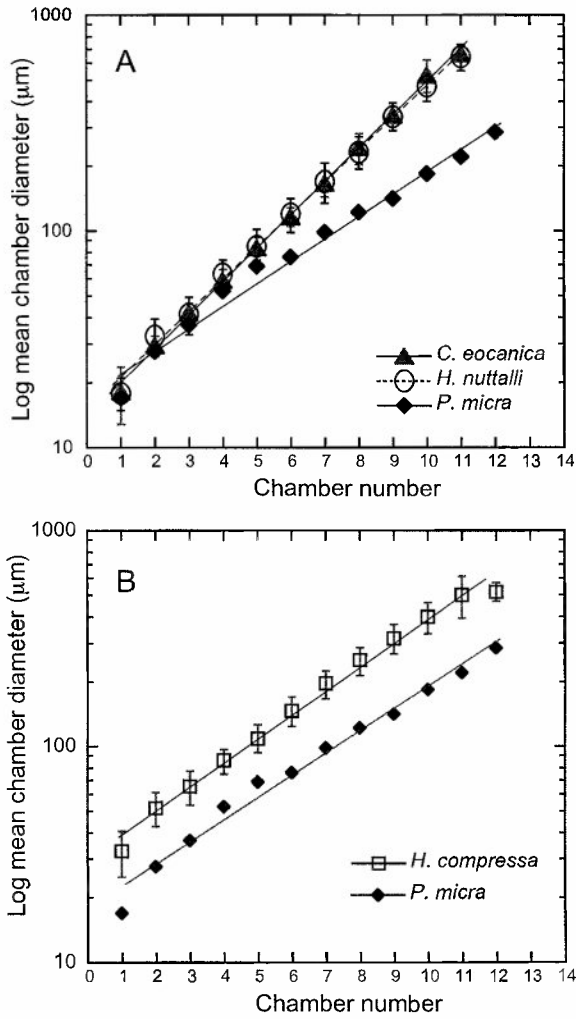 A
Log mean chamber diameter (μm)
1000
100
10
C. eocanica
H. nuttalli
P. micra
0 1 2 3 4 5 6 7 8 9 10 11 12 13 14
Chamber number
B
Log mean chamber diameter (μm)
1000
100
10
H. compressa
P. micra
0 1 2 3 4 5 6 7 8 9 10 11 12 13 14
Chamber number